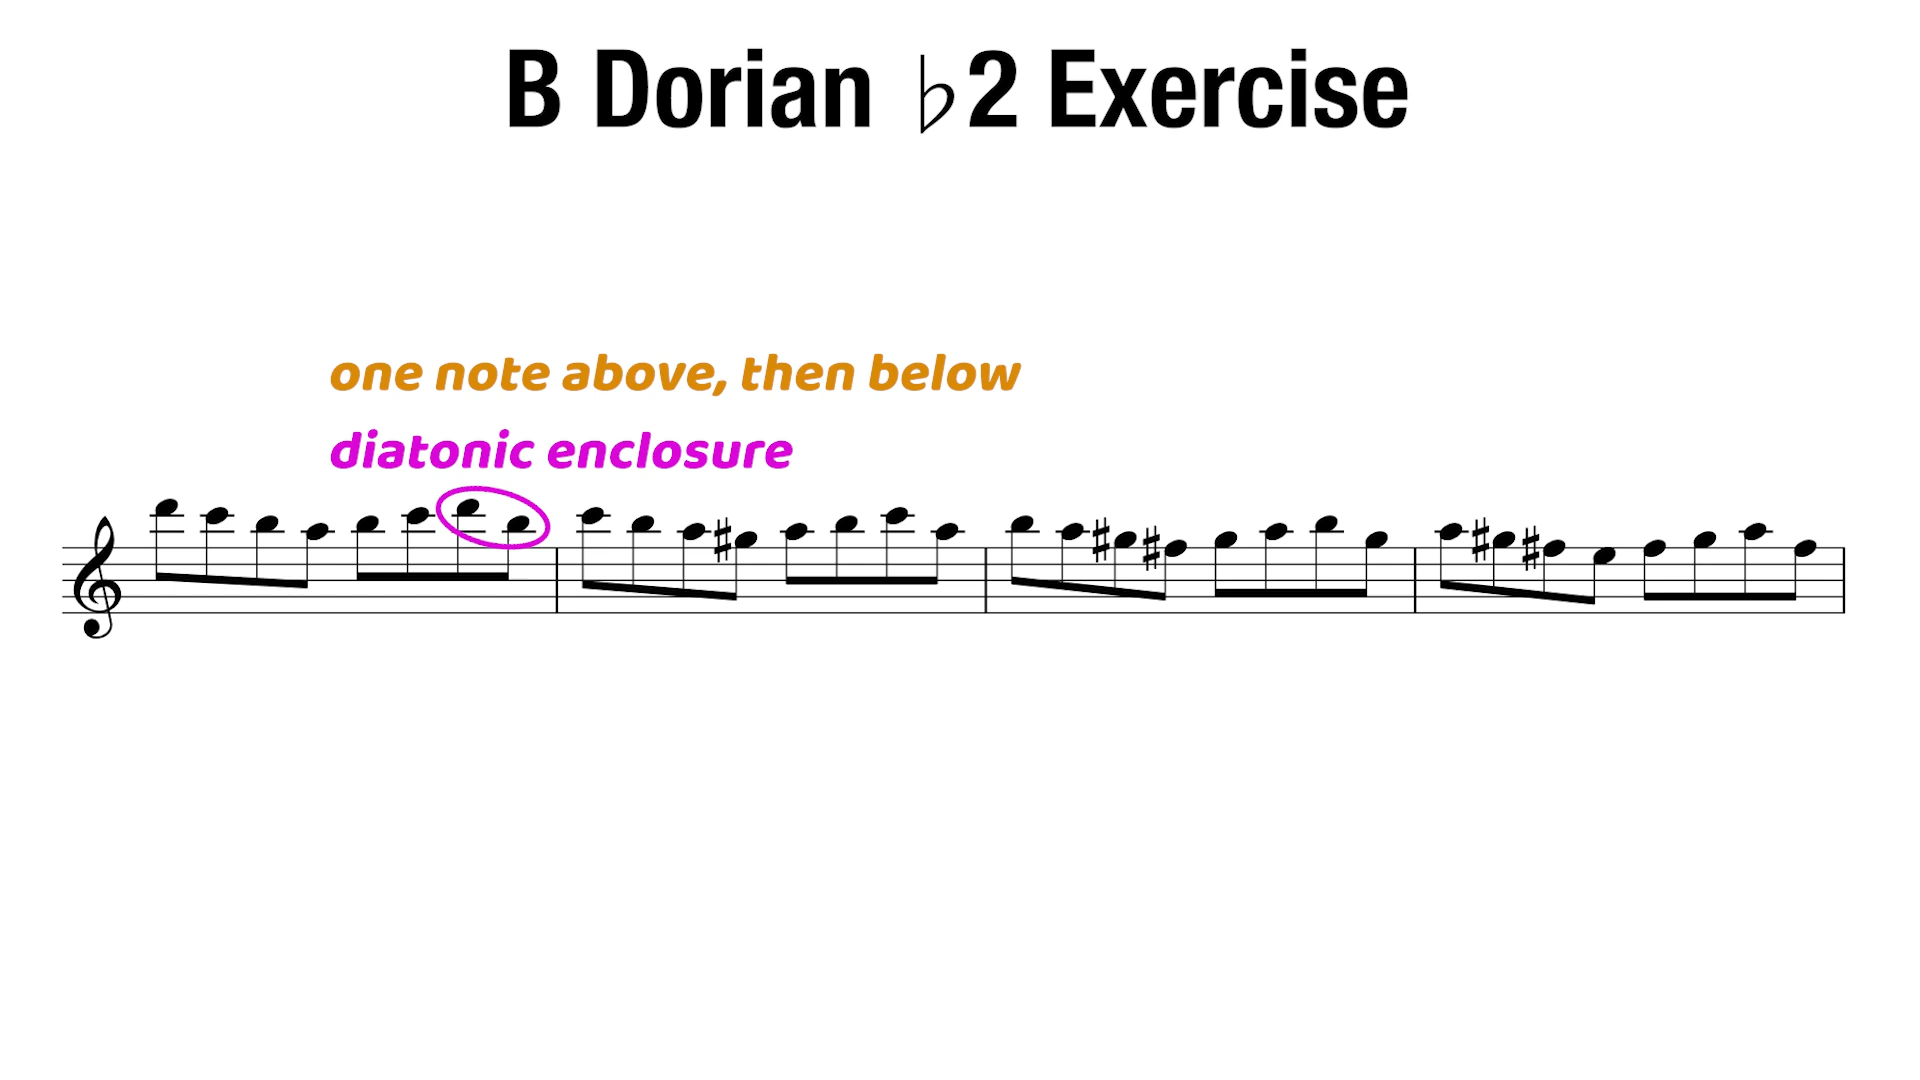 B Dorian ♭2 Exercise
one note above, then below
diatonic enclosure